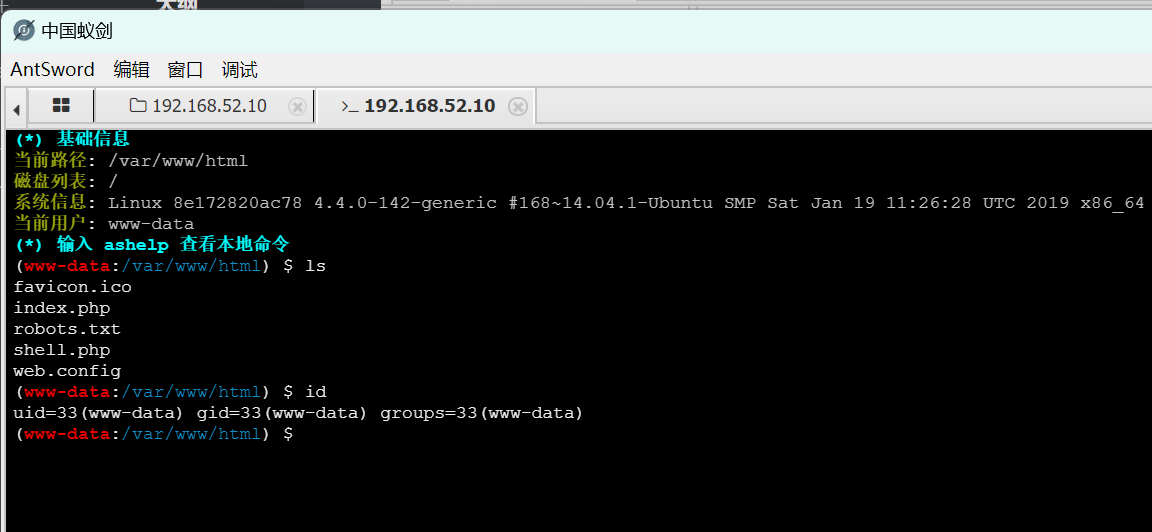 中国蚁剑
AntSword 编辑 窗口 调试
192.168.52.10 >_ 192.168.52.10
(*) 基础信息
当前路径: /var/www/html
磁盘列表: /
系统信息: Linux 8e172820ac78 4.4.0-142-generic #168~14.04.1-Ubuntu SMP Sat Jan 19 11:26:28 UTC 2019 x86_64
当前用户: www-data
(*) 输入 ashelp 查看本地命令
(www-data:/var/www/html) $ ls
favicon.ico
index.php
robots.txt
shell.php
web.config
(www-data:/var/www/html) $ id
uid=33(www-data) gid=33(www-data) groups=33(www-data)
(www-data:/var/www/html) $